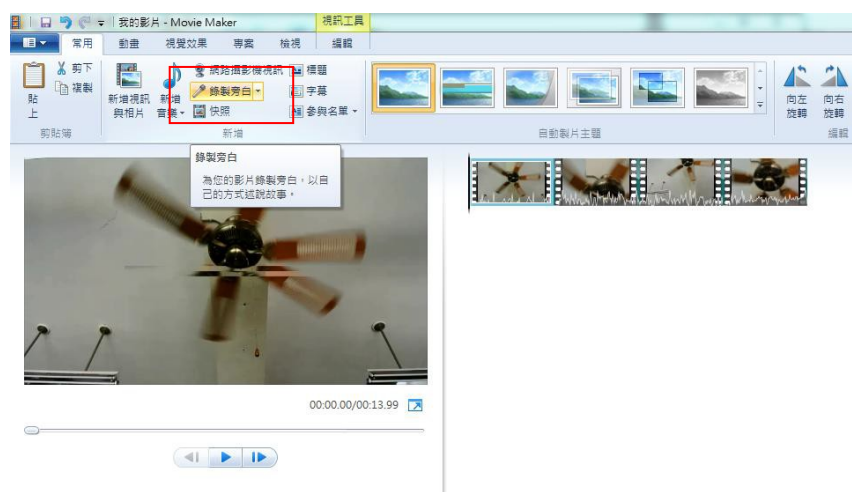 我的影片 - Movie Maker
視訊工具
常用 動畫 視覺效果 專案 檢視 編輯
貼上
剪下
複製
新增視訊與相片
新增音樂
網路攝影機視訊
錄製旁白
快照
標題
字幕
參與名單
向左旋轉
向右旋轉
剪貼簿
新增
自動製片主題
編輯
錄製旁白
為您的影片錄製旁白，以自
己的方式述說故事。
00:00.00/00:13.99